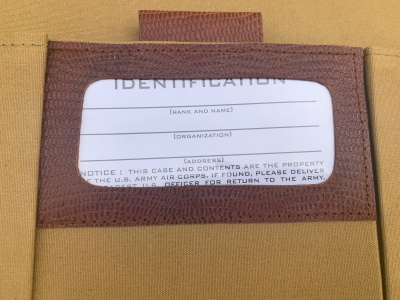 IDENTIFICATION
(RANK AND NAME)
(ORGANIZATION)
(ADDRESS)
NOTICE : THIS CASE AND CONTENTS ARE THE PROPERTY
OF THE U.S. ARMY AIR CORPS. IF FOUND, PLEASE DELIVER
U.S. OFFICER FOR RETURN TO THE ARMY.